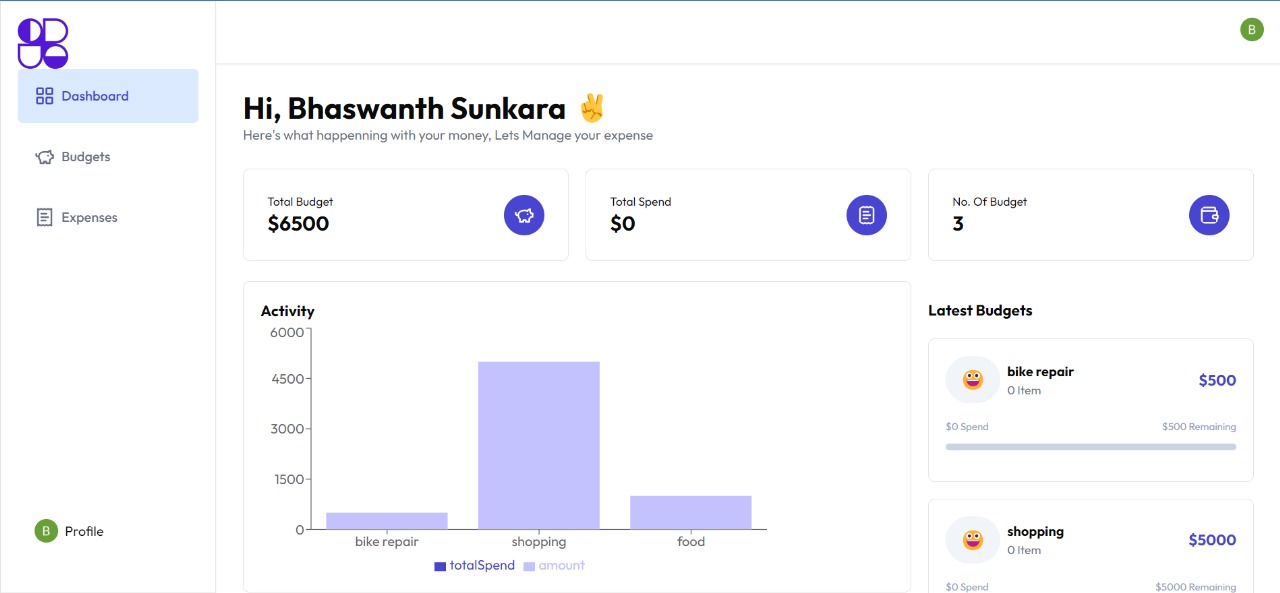 Dashboard
Budgets
Expenses
B Profile
B
Hi, Bhaswanth Sunkara ✌️
Here's what happenning with your money, Lets Manage your expense
Total Budget
$6500
Total Spend
$0
No. Of Budget
3
Activity
6000
4500
3000
1500
0
bike repair shopping food
totalSpend amount
Latest Budgets
bike repair
0 Item
$500
$0 Spend $500 Remaining
shopping
0 Item
$5000
$0 Spend $5000 Remaining